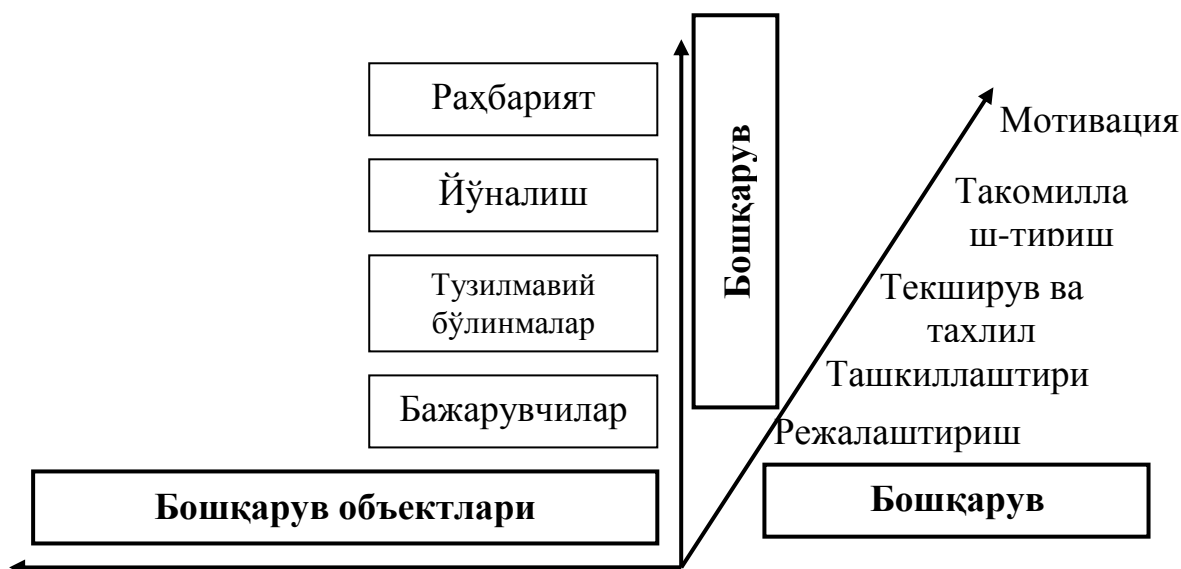 Раҳбарият
Йўналиш
Тузилмавий
бўлинмалар
Бажарувчилар
Бошқарув объектлари
Бошқарув
Мотивация
Такомилла
ш-тириш
Текширув ва
тахлил
Ташкиллаштири
Режалаштириш
Бошқарув